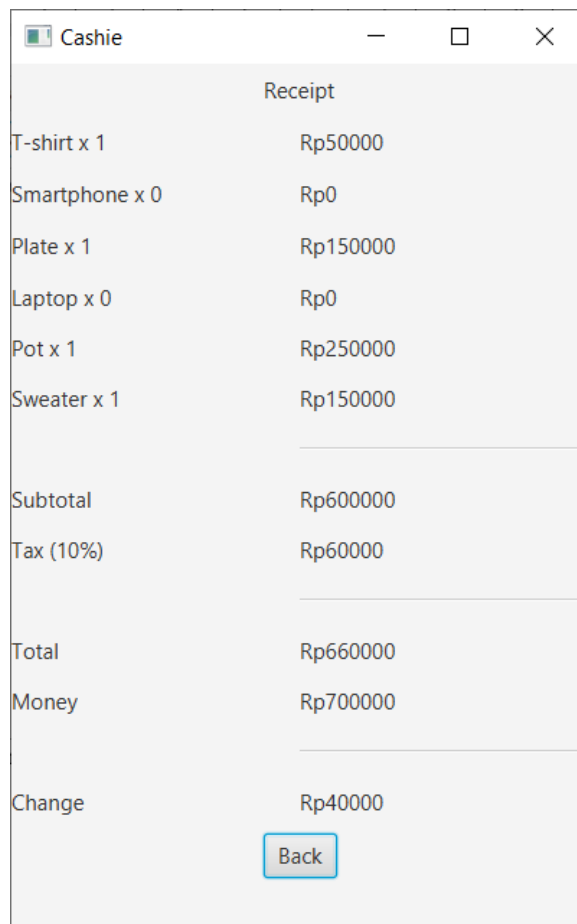 Cashie
Receipt
T-shirt x 1 Rp50000
Smartphone x 0 Rp0
Plate x 1 Rp150000
Laptop x 0 Rp0
Pot x 1 Rp250000
Sweater x 1 Rp150000
Subtotal Rp600000
Tax (10%) Rp60000
Total Rp660000
Money Rp700000
Change Rp40000
Back